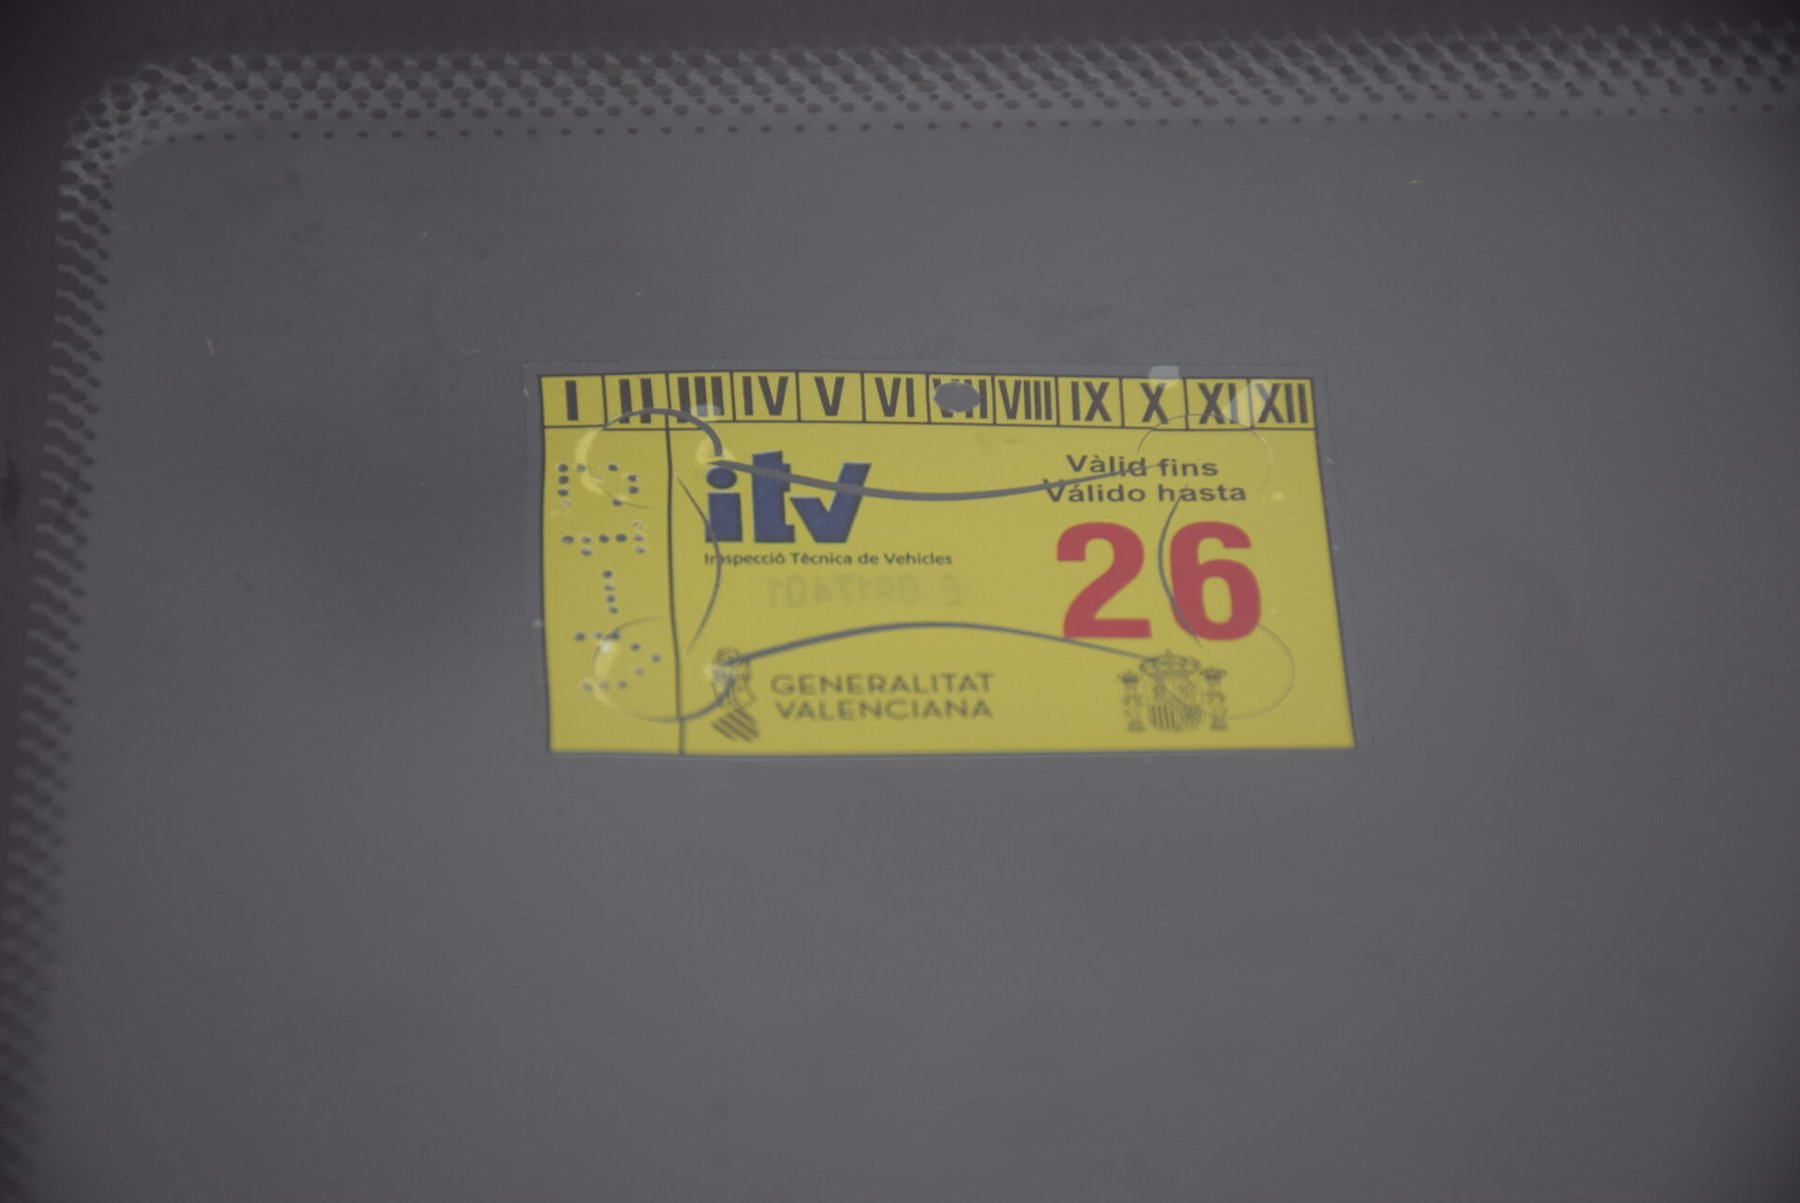 I II III IV V VI VII VIII IX X XI XII
itv
Inspecció Tècnica de Vehicles
Vàlid fins
Válido hasta
26
GENERALITAT
VALENCIANA